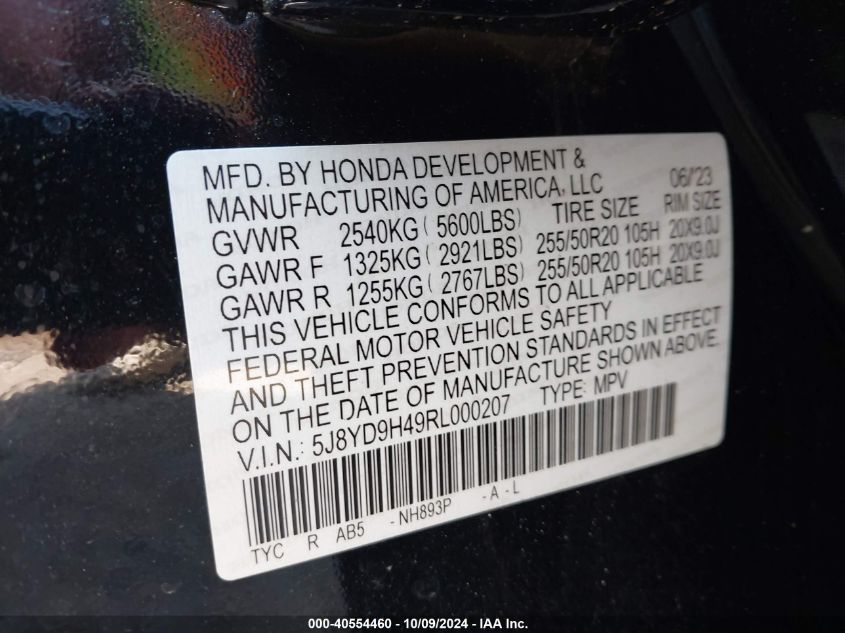 MFD. BY HONDA DEVELOPMENT &
MANUFACTURING OF AMERICA, LLC 06/'23
GVWR 2540KG ( 5600LBS) TIRE SIZE RIM SIZE
GAWR F 1325KG ( 2921LBS) 255/50R20 105H 20X9.0J
GAWR R 1255KG ( 2767LBS) 255/50R20 105H 20X9.0J
THIS VEHICLE CONFORMS TO ALL APPLICABLE
FEDERAL MOTOR VEHICLE SAFETY
AND THEFT PREVENTION STANDARDS IN EFFECT
ON THE DATE OF MANUFACTURE SHOWN ABOVE.
V.I.N.: 5J8YD9H49RL000207 TYPE: MPV
TYC R AB5 -NH893P -A-L
000-40554460 - 10/09/2024 - IAA Inc.